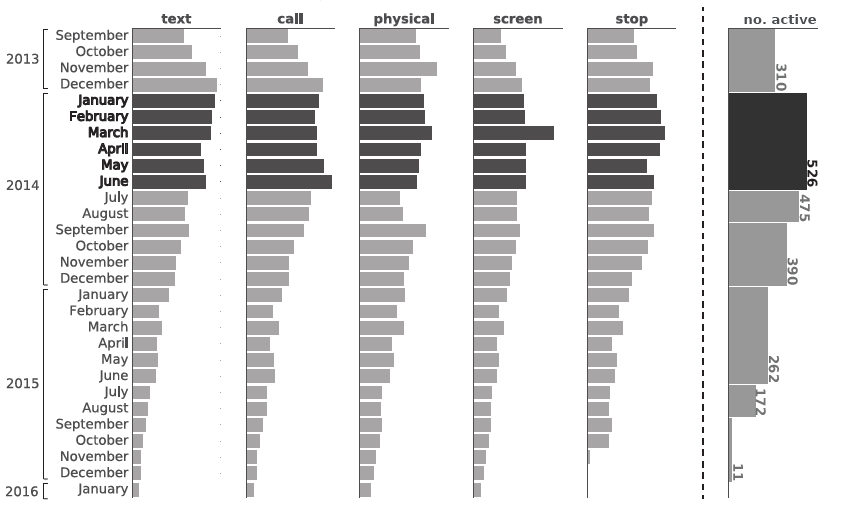 text call physical screen stop no. active
2013
September
October
November
December
310
2014
January
February
March
April
May
June
526
July
August
475
September
October
November
December
390
2015
January
February
March
April
May
June
262
July
August
172
September
October
November
December
11
2016
January